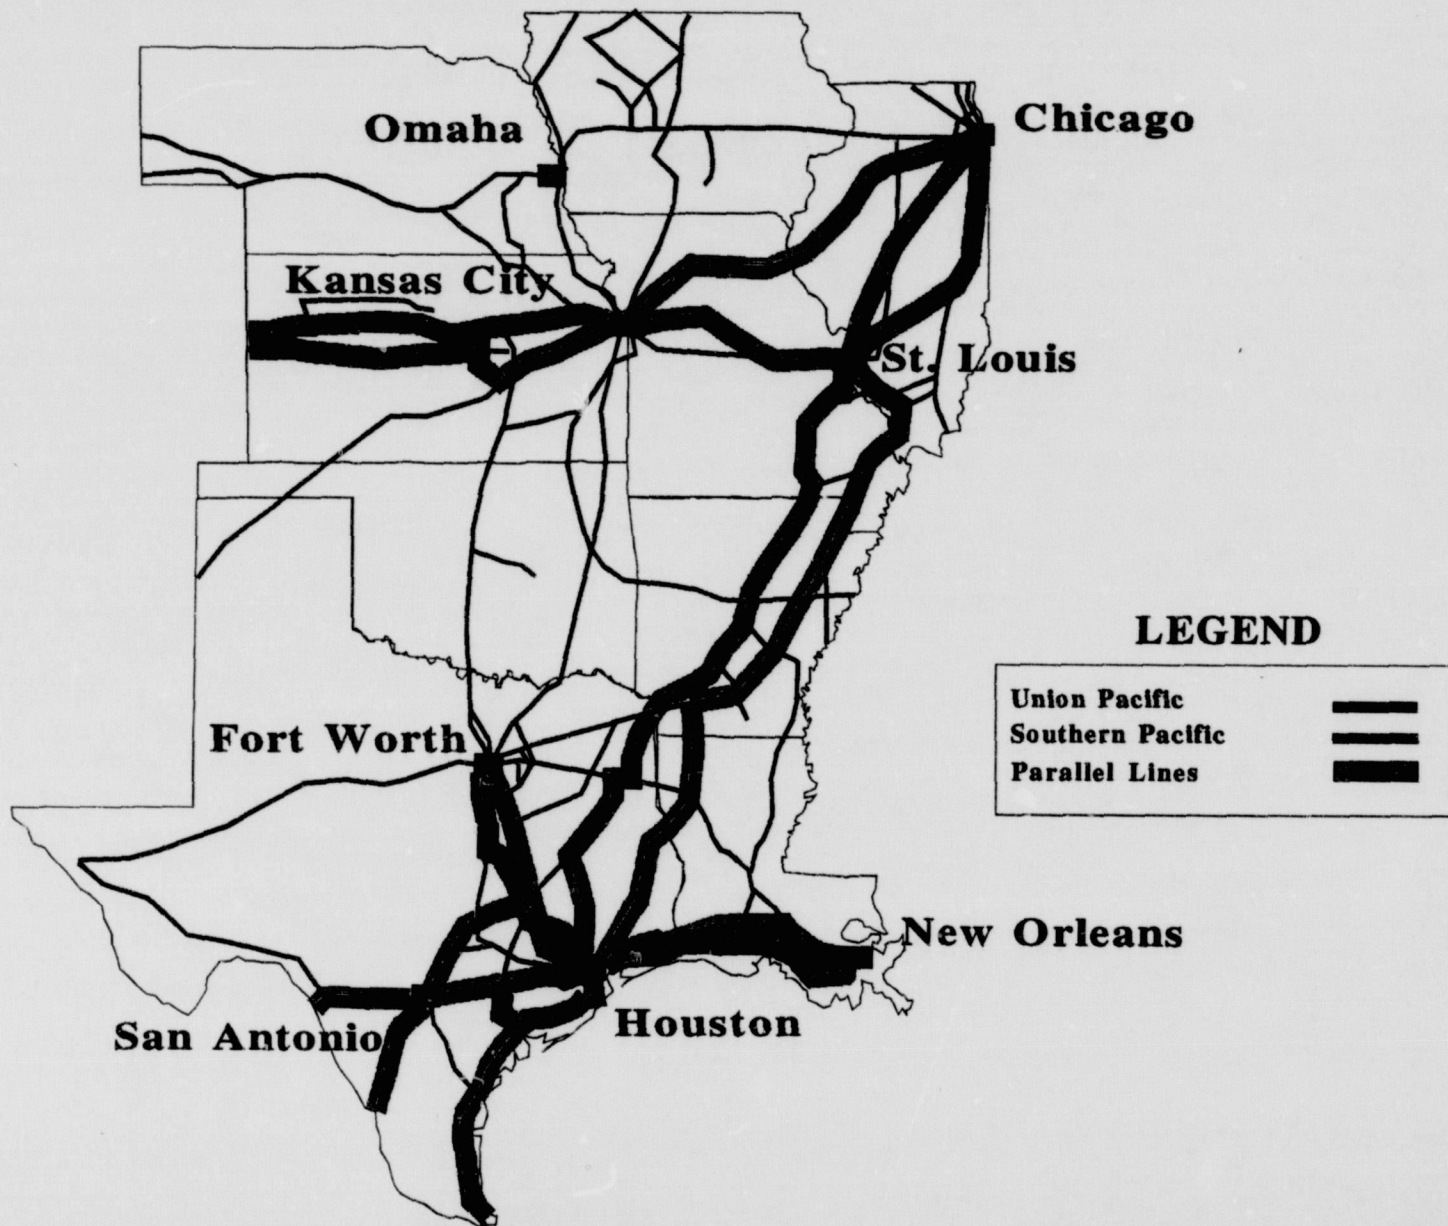 Omaha
Chicago
Kansas City
St. Louis
LEGEND
Union Pacific
Southern Pacific
Parallel Lines
Fort Worth
New Orleans
San Antonio
Houston